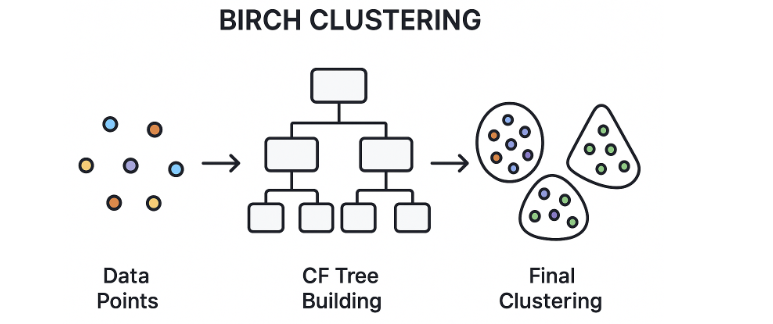 BIRCH CLUSTERING
Data
Points
CF Tree
Building
Final
Clustering